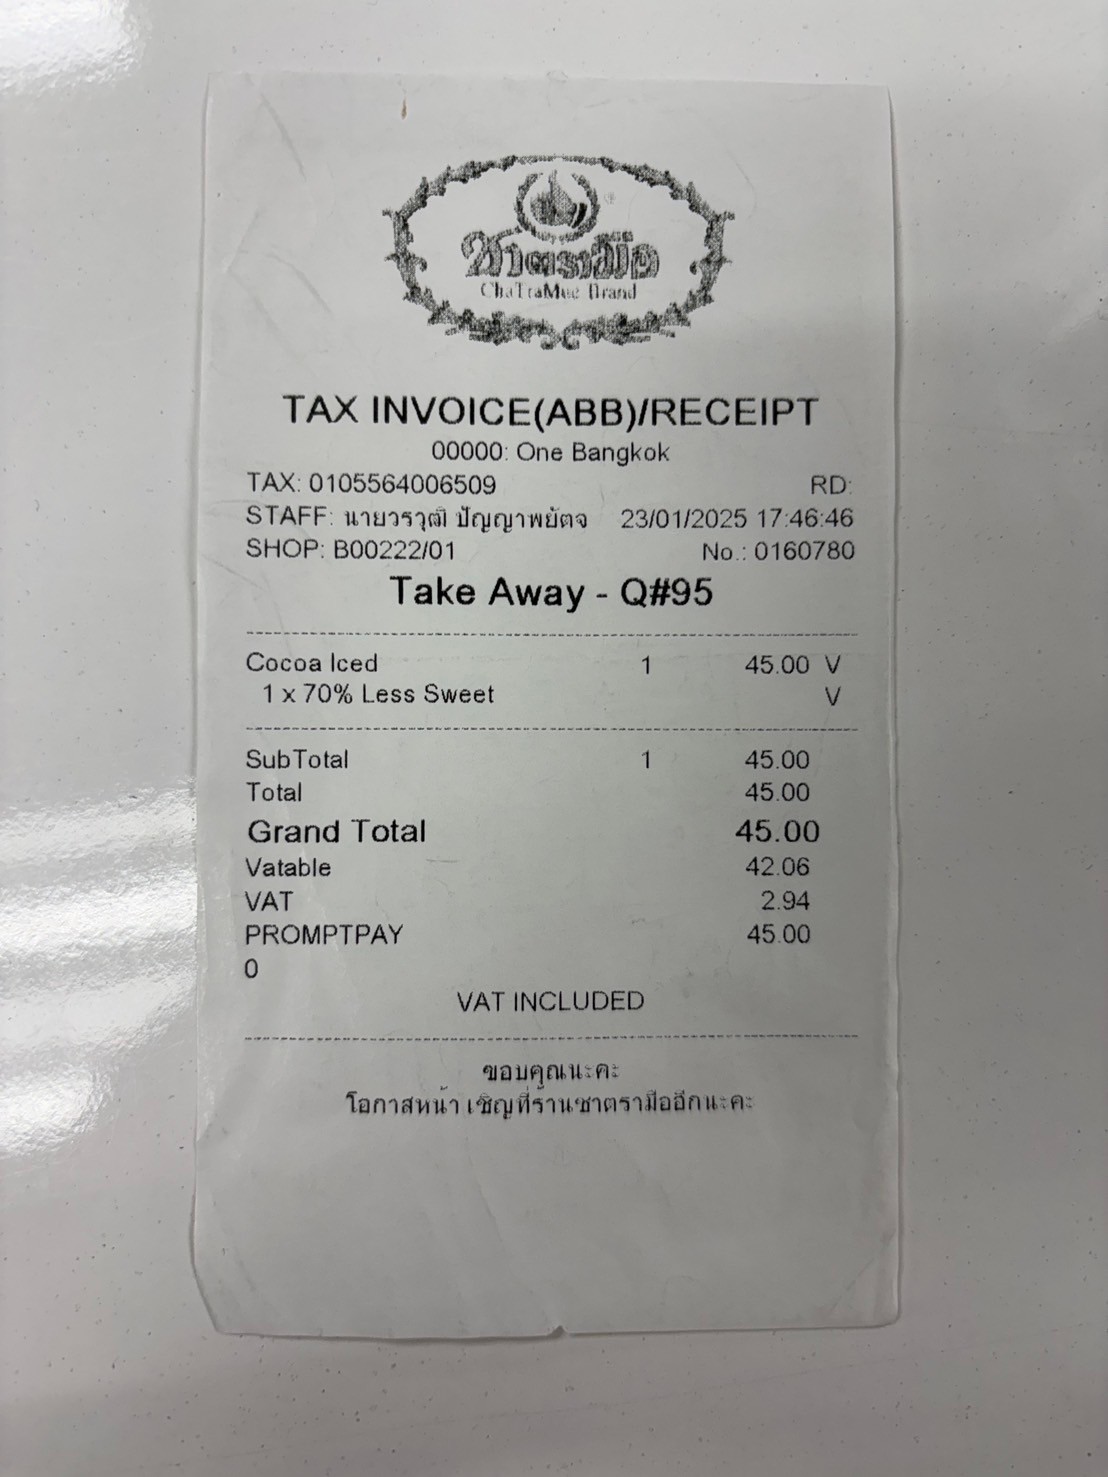 ชาตรามือ
ChaTraMue Brand
TAX INVOICE(ABB)/RECEIPT
00000: One Bangkok
TAX: 0105564006509 RD:
STAFF: นายวรวุฒิ ปัญญาพยัตจ 23/01/2025 17:46:46
SHOP: B00222/01 No.: 0160780
Take Away - Q#95
Cocoa Iced 1 45.00 V
1 x 70% Less Sweet V
SubTotal 1 45.00
Total 45.00
Grand Total 45.00
Vatable 42.06
VAT 2.94
PROMPTPAY 45.00
0
VAT INCLUDED
ขอบคุณนะคะ
โอกาสหน้า เชิญที่ร้านชาตรามืออีกนะคะ